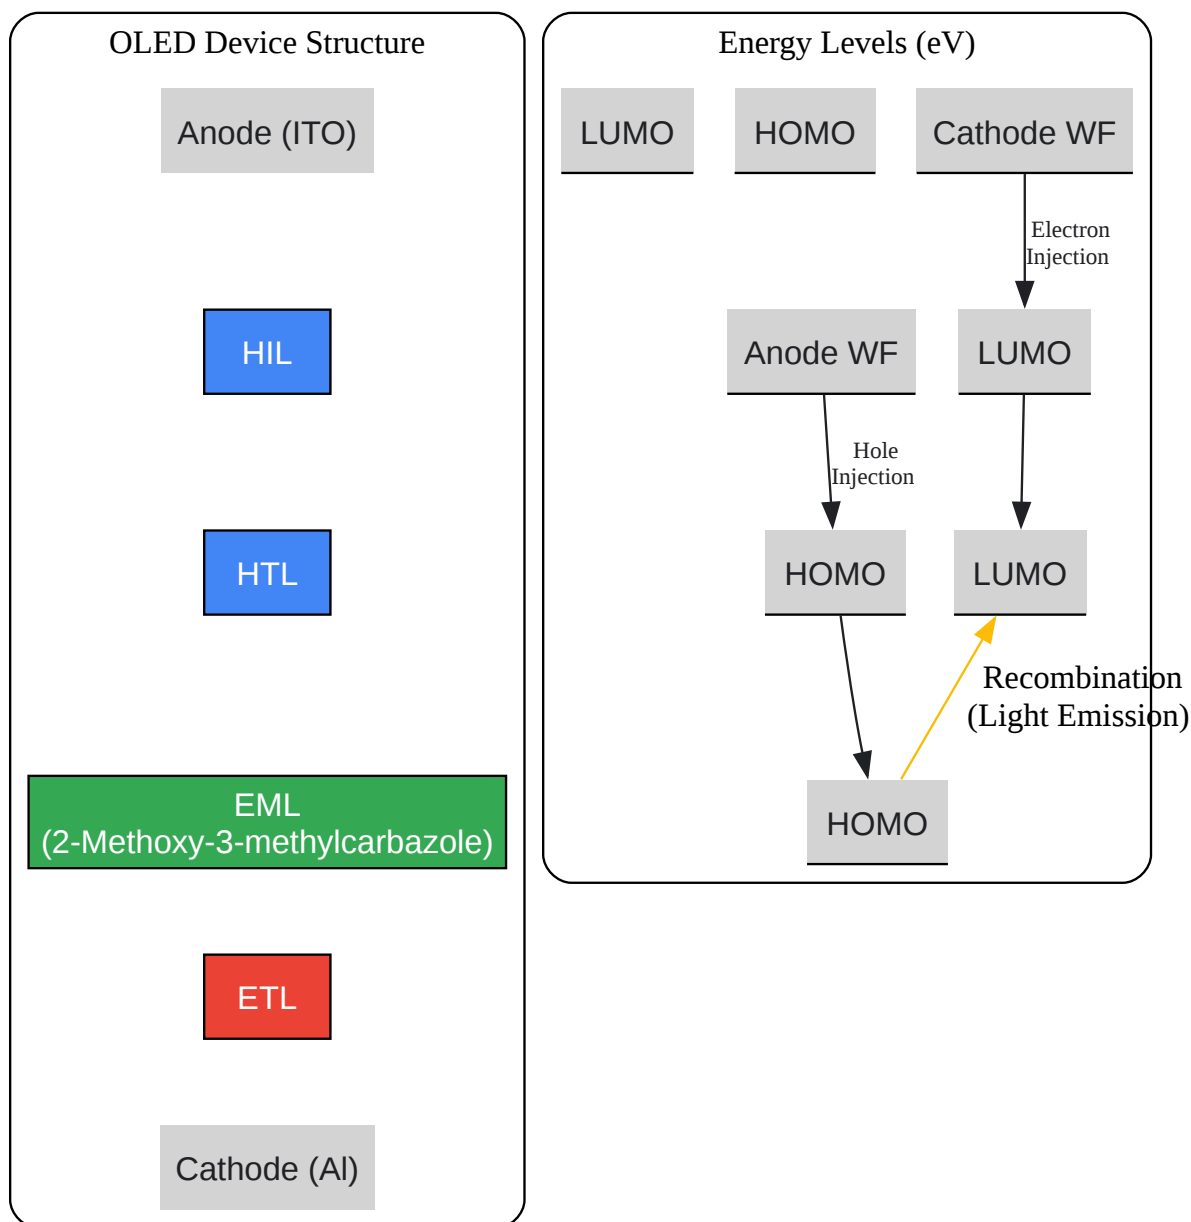 OLED Device Structure
Anode (ITO)
HIL
HTL
EML
(2-Methoxy-3-methylcarbazole)
ETL
Cathode (Al)
Energy Levels (eV)
LUMO
HOMO
Cathode WF
Electron
Injection
Anode WF
LUMO
Hole
Injection
HOMO
LUMO
Recombination
(Light Emission)
HOMO